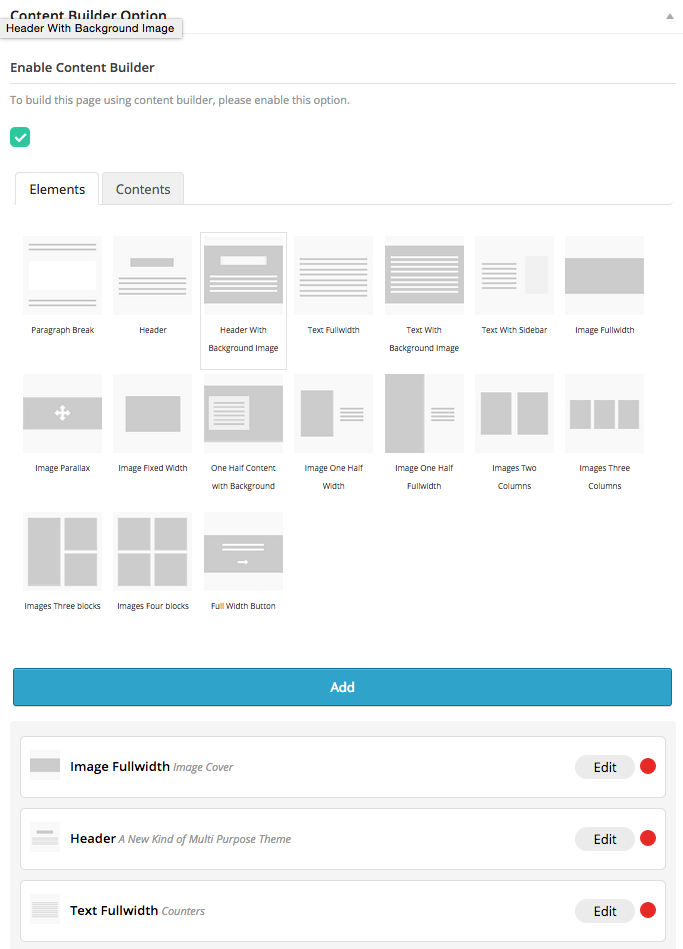 Content Builder Option
Header With Background Image
Enable Content Builder
To build this page using content builder, please enable this option.
Elements
Contents
Paragraph Break
Header
Header With
Background Image
Text Fullwidth
Text With
Background Image
Text With Sidebar
Image Fullwidth
Image Parallax
Image Fixed Width
One Half Content
with Background
Image One Half
Width
Image One Half
Fullwidth
Images Two
Columns
Images Three
Columns
Images Three blocks
Images Four blocks
Full Width Button
Add
Image Fullwidth Image Cover
Edit
Header A New Kind of Multi Purpose Theme
Edit
Text Fullwidth Counters
Edit